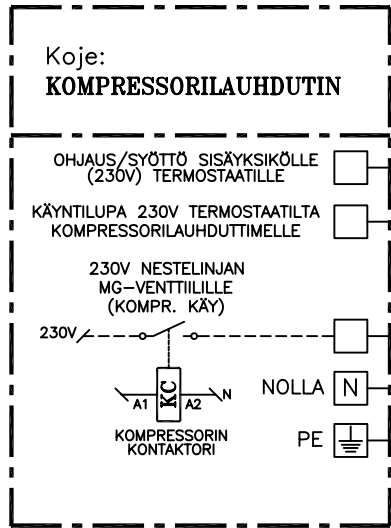 Koje:
KOMPRESSORILAUHDUTIN
OHJAUS/SYÖTTÖ SISÄYKSIKÖLLE
(230V) TERMOSTAATILLE
KÄYNTILUPA 230V TERMOSTAATILTA
KOMPRESSORILAUHDUTTIMELLE
230V NESTELINJAN
MG-VENTTIILILLE
(KOMPR. KÄY)
230V
KC
A1 A2 N
NOLLA N
KOMPRESSORIN
KONTAKTORI
PE